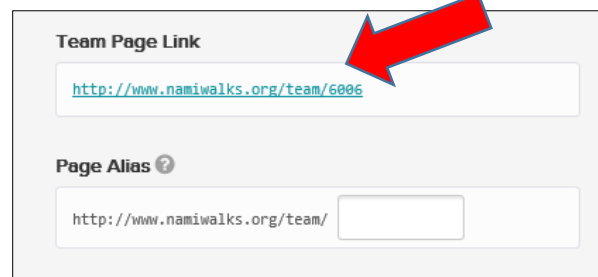 Team Page Link
http://www.namiwalks.org/team/6006
Page Alias ?
http://www.namiwalks.org/team/